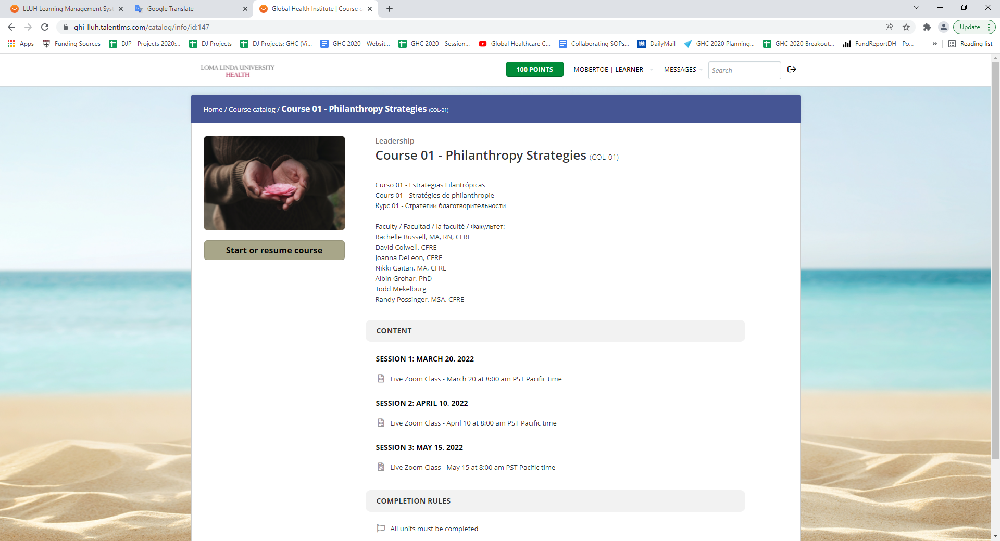 LLUH Learning Management Syst
Google Translate
Global Health Institute | Course c
ghi-lluh.talentlms.com/catalog/info/id:147
Update
Apps
Funding Sources
DJP - Projects 2020:...
DJ Projects
DJ Projects: GHC (Vi...
GHC 2020 - Websit...
GHC 2020 - Session...
Global Healthcare C...
Collaborating SOPs...
DailyMail
GHC 2020 Planning...
GHC 2020 Breakout...
FundReportDH - Po...
»
Reading list
LOMA LINDA UNIVERSITY
HEALTH
100 POINTS
MOBERTOE | LEARNER
MESSAGES
Search
Home / Course catalog / Course 01 - Philanthropy Strategies (COL-01)
Leadership
Course 01 - Philanthropy Strategies (COL-01)
Curso 01 - Estrategias Filantrópicas
Cours 01 - Stratégies de philanthropie
Курс 01 - Стратегии благотворительности
Faculty / Facultad / la faculté / Факультет:
Rachelle Bussell, MA, RN, CFRE
David Colwell, CFRE
Joanna DeLeon, CFRE
Nikki Gaitan, MA, CFRE
Albin Grohar, PhD
Todd Mekelburg
Randy Possinger, MSA, CFRE
Start or resume course
CONTENT
SESSION 1: MARCH 20, 2022
Live Zoom Class - March 20 at 8:00 am PST Pacific time
SESSION 2: APRIL 10, 2022
Live Zoom Class - April 10 at 8:00 am PST Pacific time
SESSION 3: MAY 15, 2022
Live Zoom Class - May 15 at 8:00 am PST Pacific time
COMPLETION RULES
All units must be completed